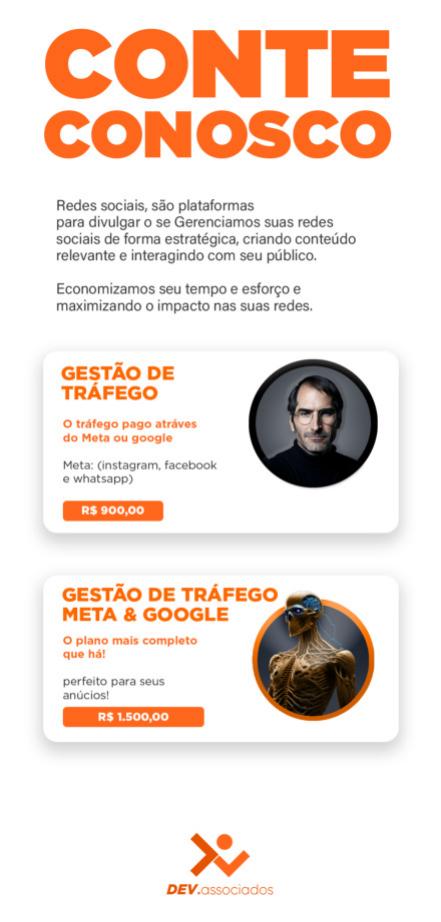 CONTE
CONOSCO
Redes sociais, são plataformas
para divulgar o se Gerenciamos suas redes
sociais de forma estratégica, criando conteúdo
relevante e interagindo com seu público.
Economizamos seu tempo e esforço e
maximizando o impacto nas suas redes.
GESTÃO DE
TRÁFEGO
O tráfego pago atráves
do Meta ou google
Meta: (instagram, facebook
e whatsapp)
R$ 900,00
GESTÃO DE TRÁFEGO
META & GOOGLE
O plano mais completo
que há!
perfeito para seus
anúcios!
R$ 1.500,00
DEV.associados